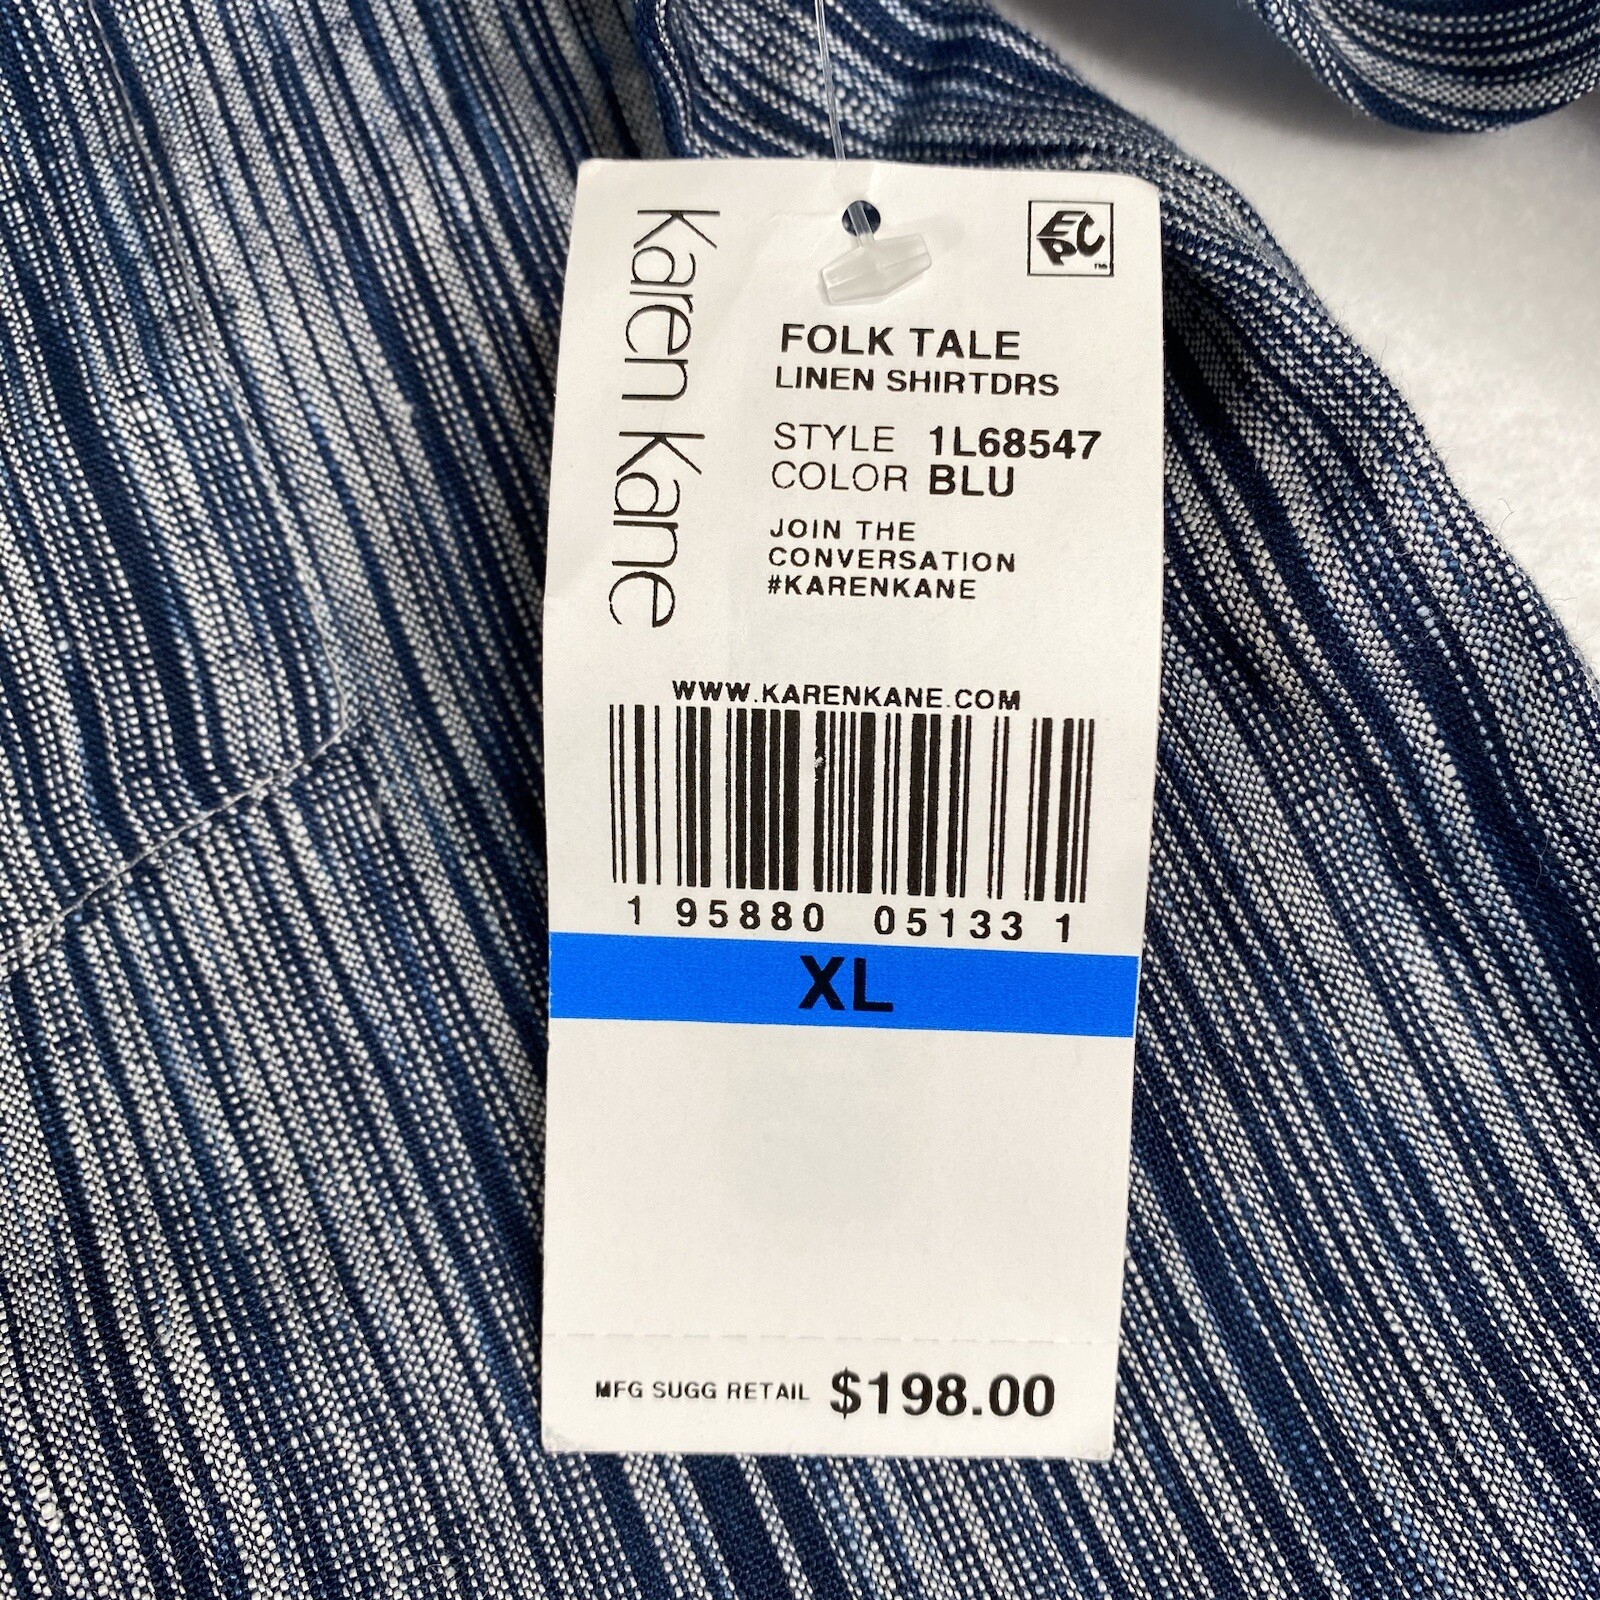 Karen Kane
EPC
TM
FOLK TALE
LINEN SHIRTDRS
STYLE 1L68547
COLOR BLU
JOIN THE
CONVERSATION
#KARENKANE
WWW.KARENKANE.COM
1 95880 05133 1
XL
MFG SUGG RETAIL $198.00